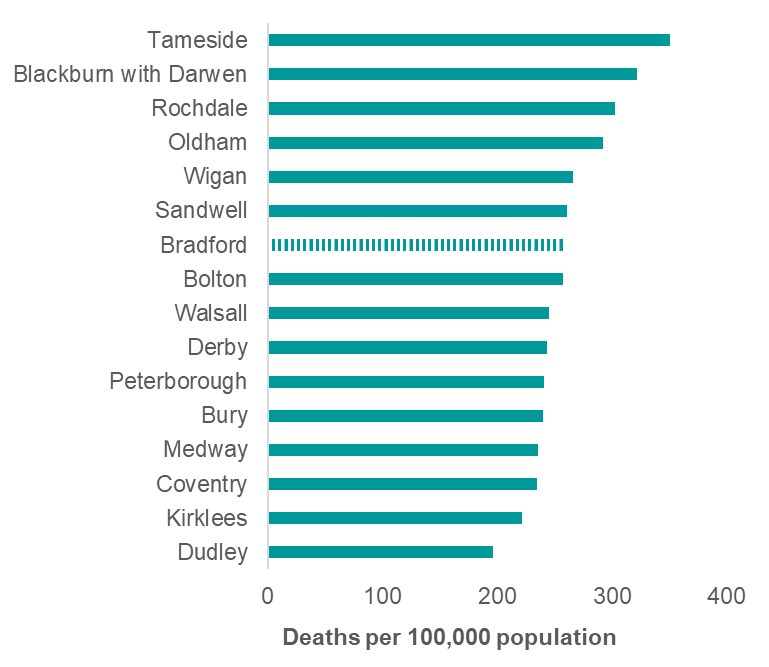 Tameside
Blackburn with Darwen
Rochdale
Oldham
Wigan
Sandwell
Bradford
Bolton
Walsall
Derby
Peterborough
Bury
Medway
Coventry
Kirklees
Dudley
0 100 200 300 400
Deaths per 100,000 population